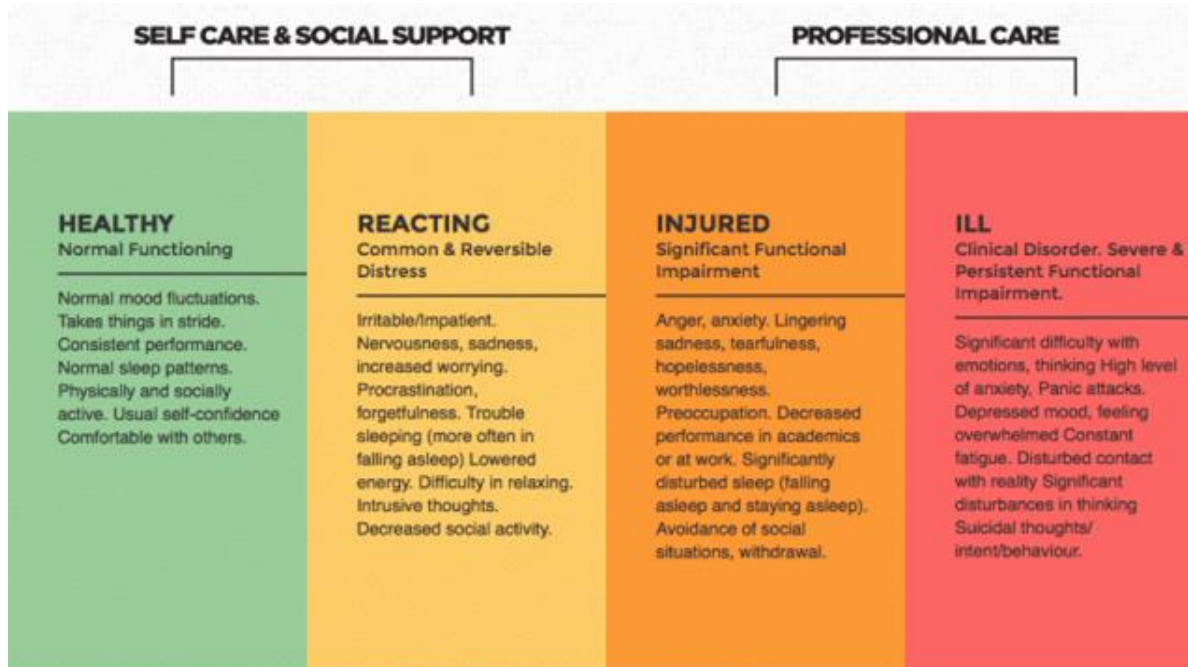 SELF CARE & SOCIAL SUPPORT
PROFESSIONAL CARE
HEALTHY
Normal Functioning
Normal mood fluctuations.
Takes things in stride.
Consistent performance.
Normal sleep patterns.
Physically and socially
active. Usual self-confidence
Comfortable with others.
REACTING
Common & Reversible
Distress
Irritable/Impatient.
Nervousness, sadness,
increased worrying.
Procrastination,
forgetfulness. Trouble
sleeping (more often in
falling asleep) Lowered
energy. Difficulty in relaxing.
Intrusive thoughts.
Decreased social activity.
INJURED
Significant Functional
Impairment
Anger, anxiety. Lingering
sadness, tearfulness,
hopelessness,
worthlessness.
Preoccupation. Decreased
performance in academics
or at work. Significantly
disturbed sleep (falling
asleep and staying asleep).
Avoidance of social
situations, withdrawal.
ILL
Clinical Disorder. Severe &
Persistent Functional
Impairment.
Significant difficulty with
emotions, thinking High level
of anxiety, Panic attacks.
Depressed mood, feeling
overwhelmed Constant
fatigue. Disturbed contact
with reality Significant
disturbances in thinking
Suicidal thoughts/
intent/behaviour.